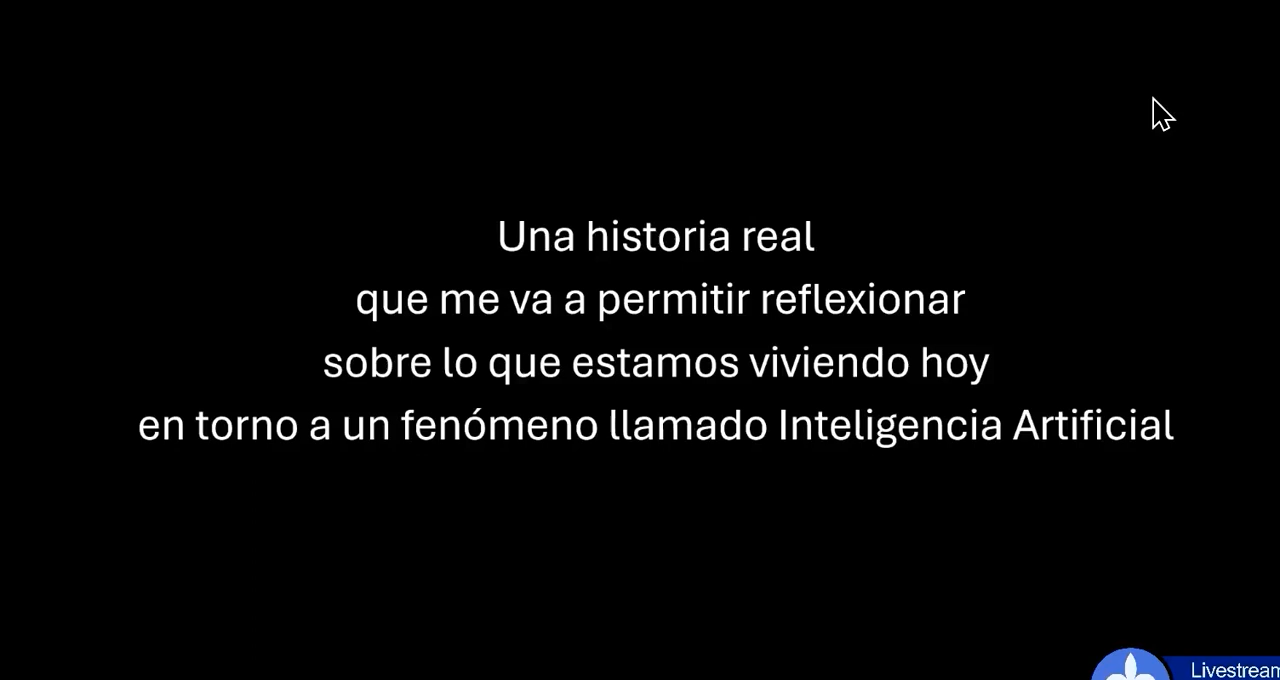 Una historia real
que me va a permitir reflexionar
sobre lo que estamos viviendo hoy
en torno a un fenómeno llamado Inteligencia Artificial